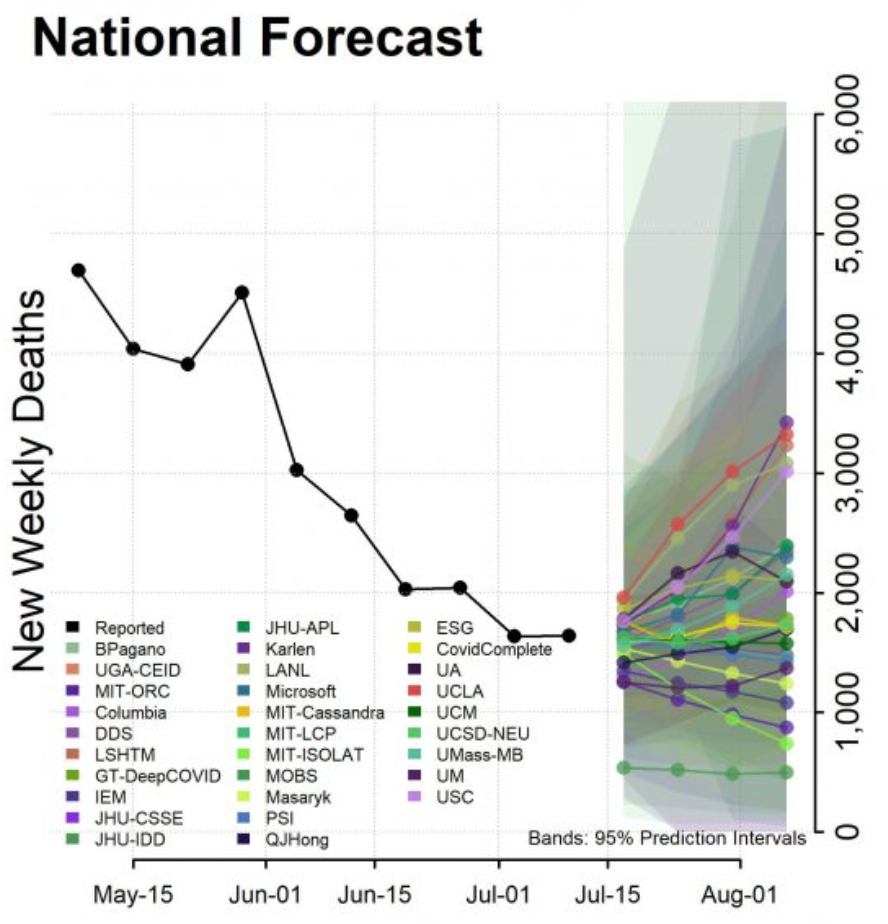 National Forecast
New Weekly Deaths
6,000
5,000
4,000
3,000
2,000
1,000
0
Reported
BPagano
UGA-CEID
MIT-ORC
Columbia
DDS
LSHTM
GT-DeepCOVID
IEM
JHU-CSSE
JHU-IDD
JHU-APL
Karlen
LANL
Microsoft
MIT-Cassandra
MIT-LCP
MIT-ISOLAT
MOBS
Masaryk
PSI
QJHong
ESG
CovidComplete
UA
UCLA
UCM
UCSD-NEU
UMass-MB
UM
USC
Bands: 95% Prediction Intervals
May-15 Jun-01 Jun-15 Jul-01 Jul-15 Aug-01